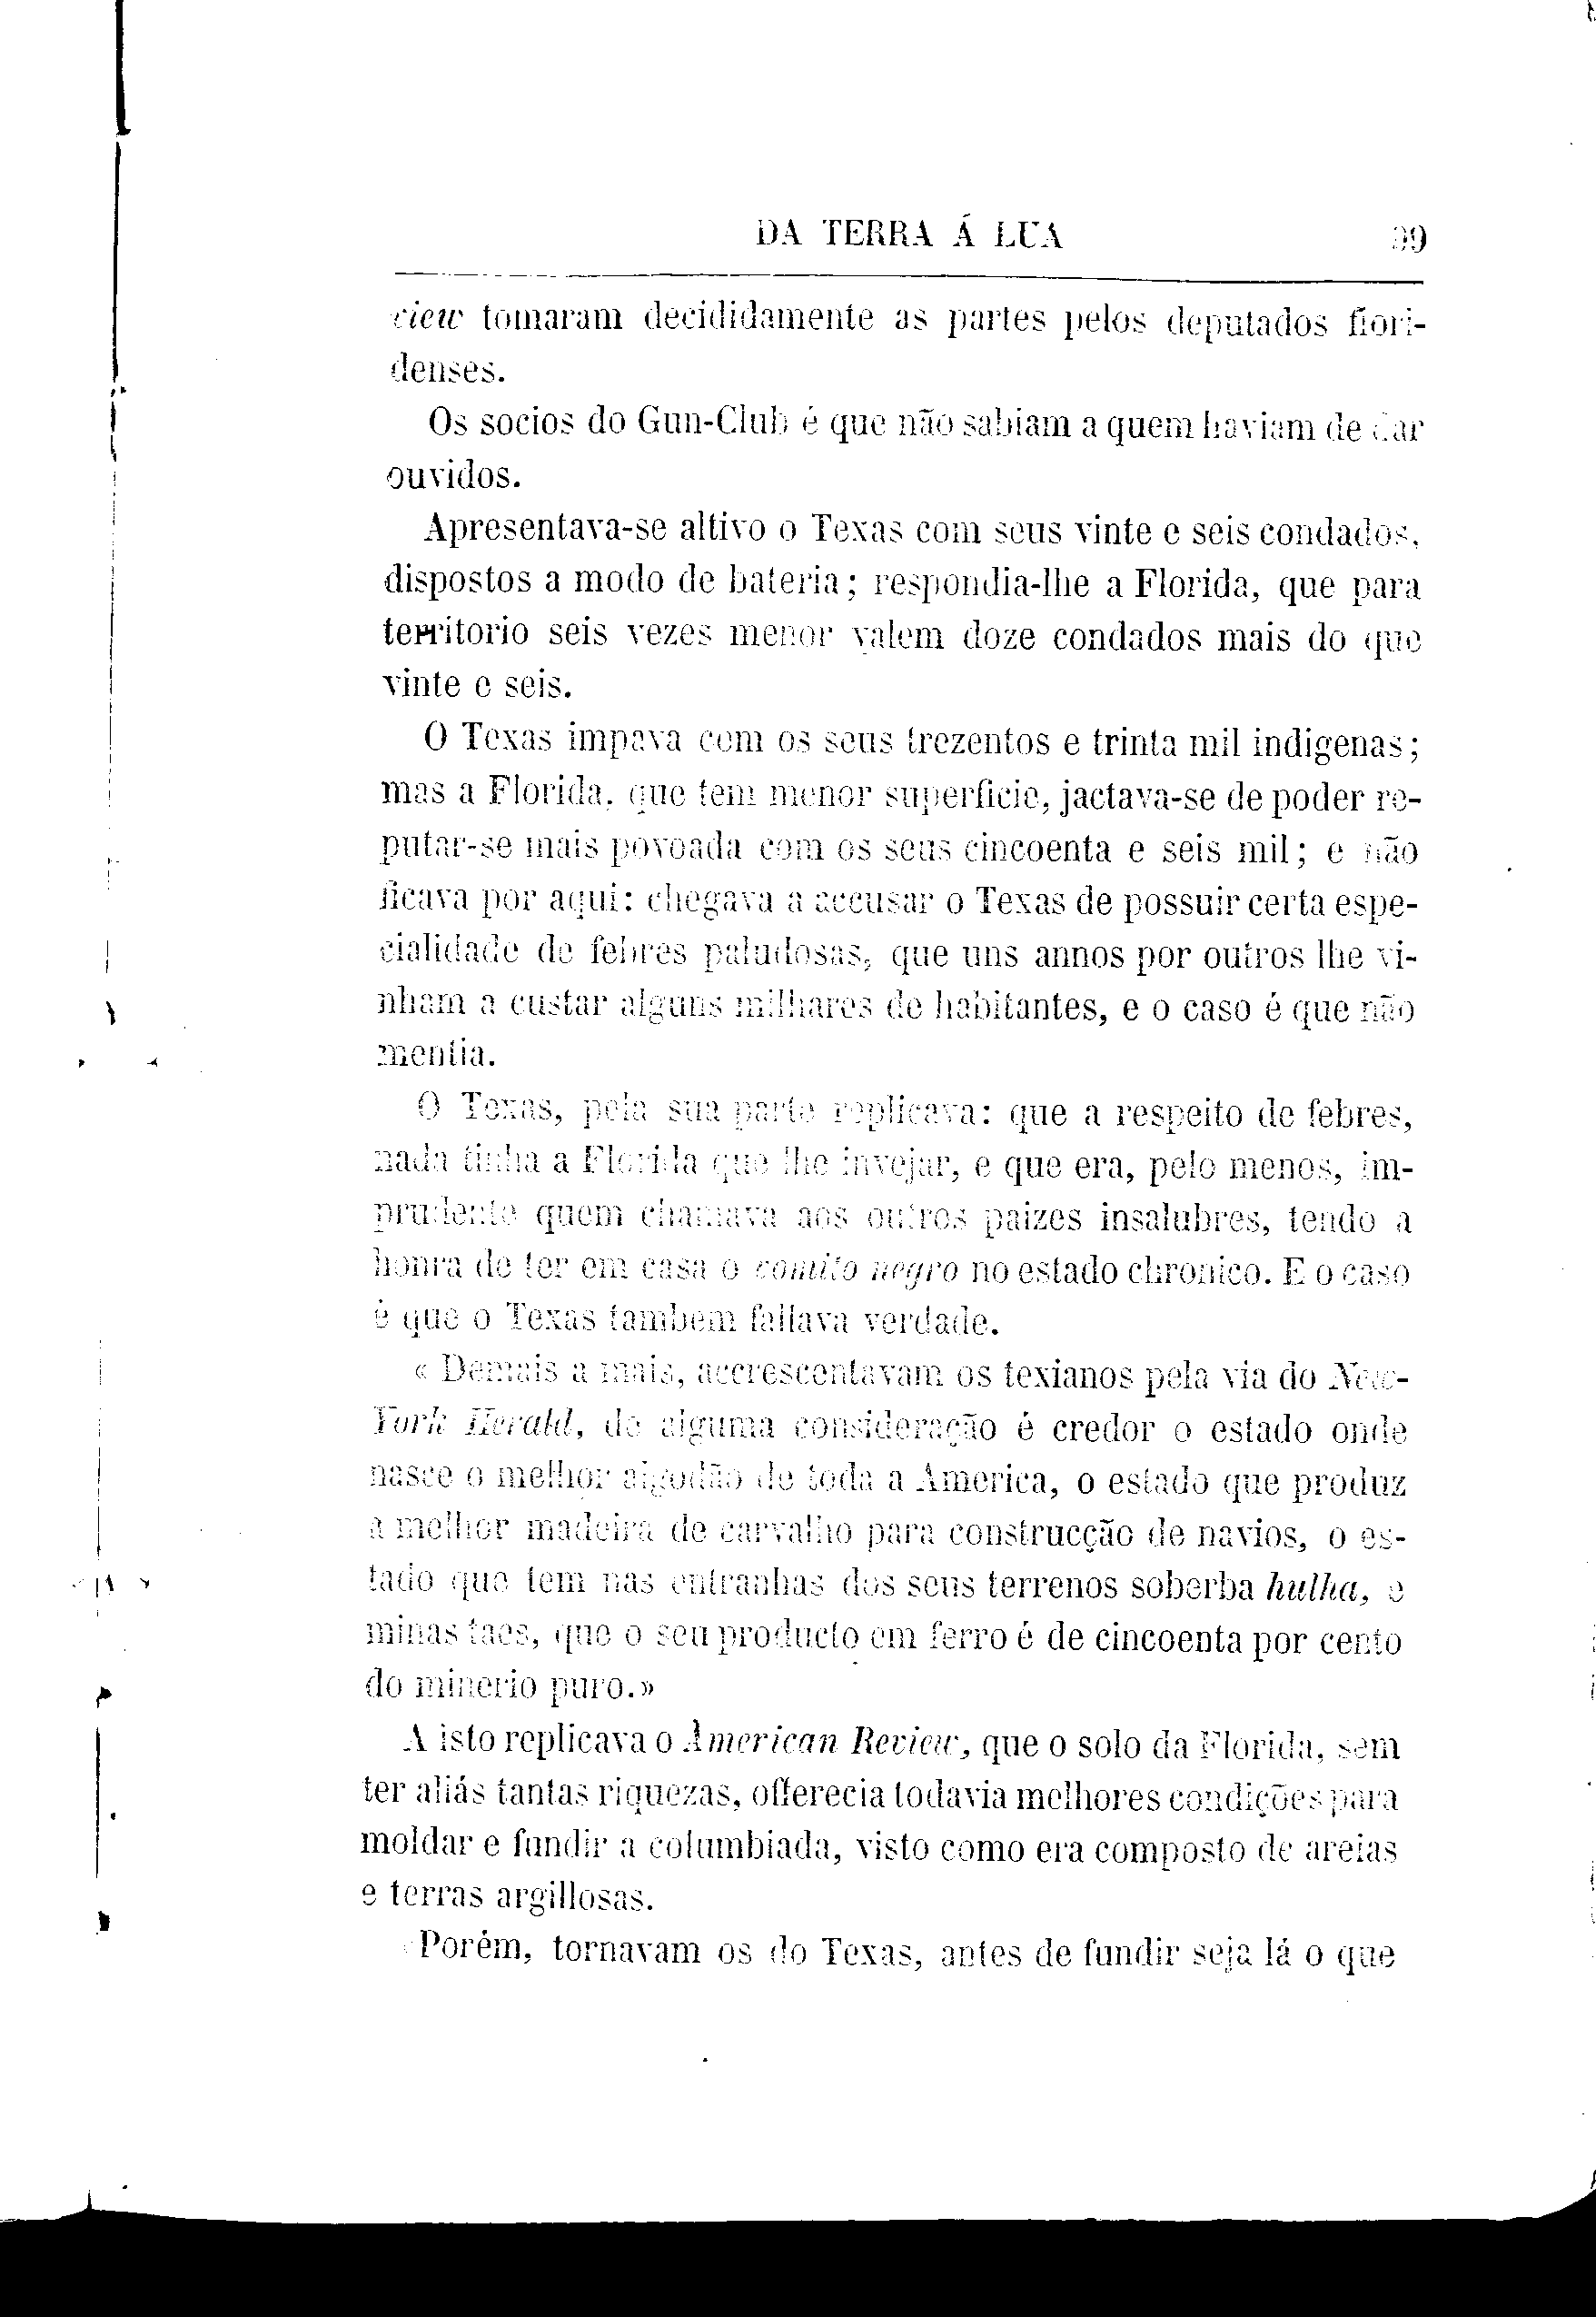 DA TERRA Á LUA 99
view tomaram decididamente as partes pelos deputados flori-
denses.
Os socios do Gun-Club é que não sabiam a quem haviam de dar
ouvidos.
Apresentava-se altivo o Texas com seus vinte e seis condados,
dispostos a modo de bateria; respondia-lhe a Florida, que para
territorio seis vezes menor valem doze condados mais do que
vinte e seis.
O Texas impava com os seus trezentos e trinta mil indigenas;
mas a Florida, que tem menor superficie, jactava-se de poder re-
putar-se mais povoada com os seus cincoenta e seis mil; e não
ficava por aqui: chegava a accusar o Texas de possuir certa espe-
cialidade de febres paludosas, que uns annos por outros lhe vi-
nham a custar alguns milhares de habitantes, e o caso é que não
mentia.
O Texas, pela sua parte replicava: que a respeito de febres,
nada tinha a Florida que lhe invejar, e que era, pelo menos, im-
prudente quem chamava aos outros paizes insalubres, tendo a
honra de ter em casa o vomito negro no estado chronico. E o caso
é que o Texas tambem fallava verdade.
« Demais a mais, accrescentavam os texianos pela via do New-
York Herald, de alguma consideração é credor o estado onde
nasce o melhor algodão de toda a America, o estado que produz
a melhor madeira de carvalho para construcção de navios, o es-
tado que tem nas entranhas dos seus terrenos soberba hulha, e
minas taes, que o seu producto em ferro é de cincoenta por cento
do minerio puro.»
A isto replicava o American Review, que o solo da Florida, sem
ter aliás tantas riquezas, offerecia todavia melhores condições para
moldar e fundir a columbiada, visto como era composto de areias
e terras argillosas.
Porém, tornavam os do Texas, antes de fundir seja lá o que